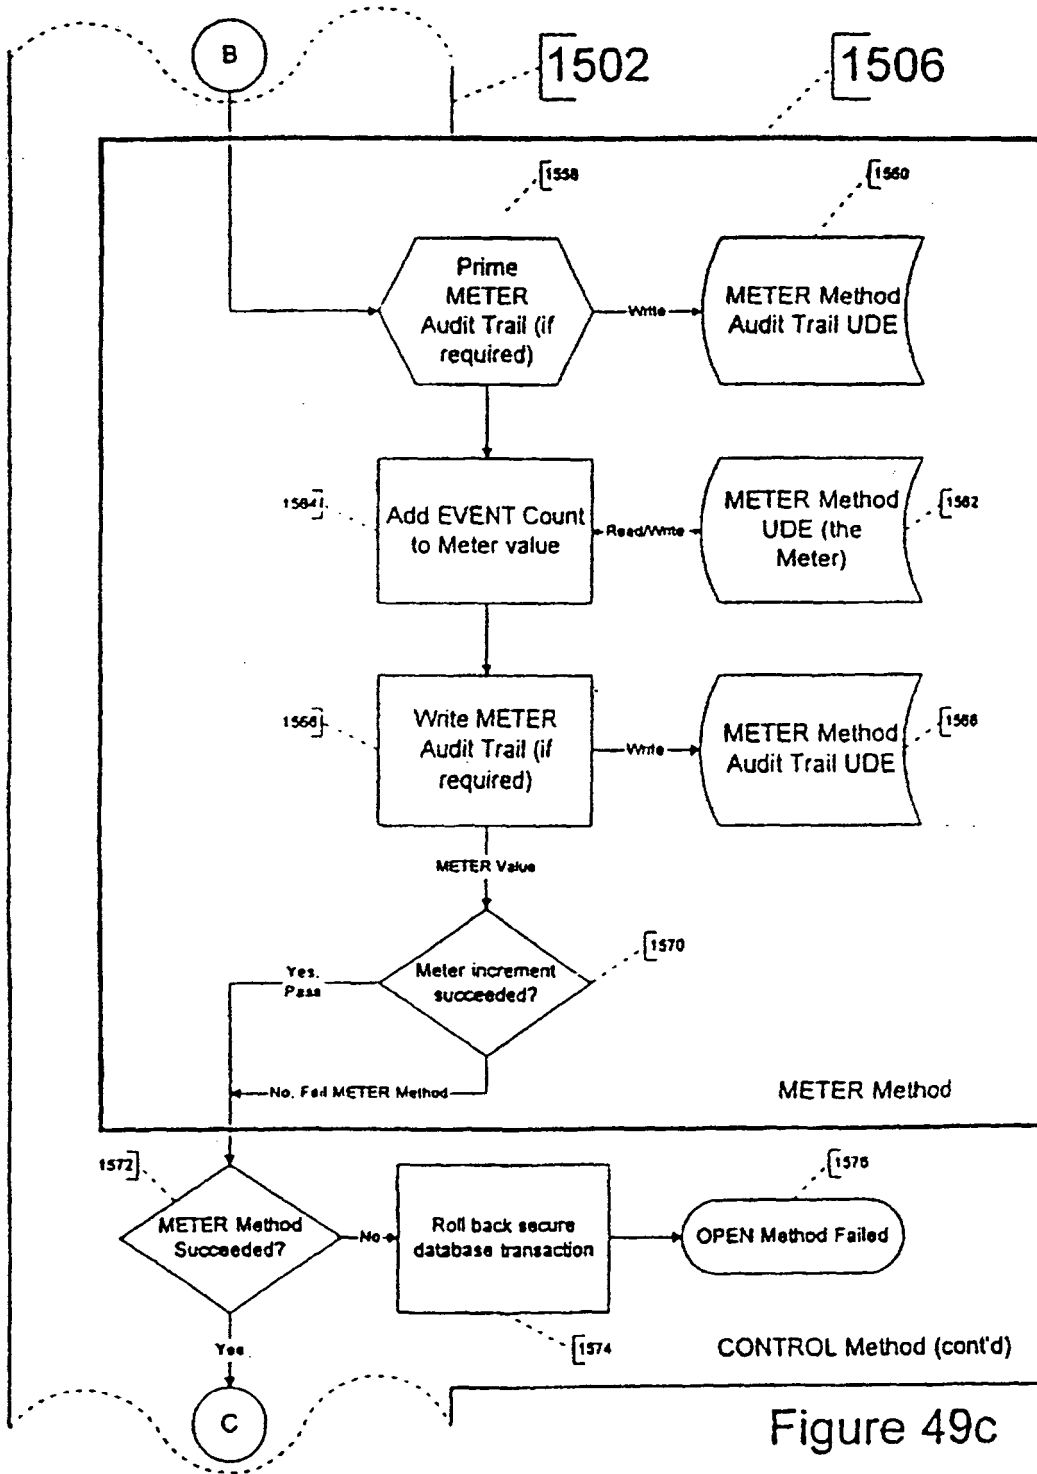 B
1502
1506
1558
1560
Prime
METER
Audit Trail (if
required)
Write
METER Method
Audit Trail UDE
1564
Add EVENT Count
to Meter value
Read/Write
METER Method
UDE (the
Meter)
1562
1566
Write METER
Audit Trail (if
required)
Write
METER Method
Audit Trail UDE
METER Value
1570
Meter increment
succeeded?
Yes,
Pass
No, Fail METER Method
METER Method
1572
METER Method
Succeeded?
No
Roll back secure
database transaction
1576
OPEN Method Failed
Yes
1574
CONTROL Method (cont'd)
C
Figure 49c